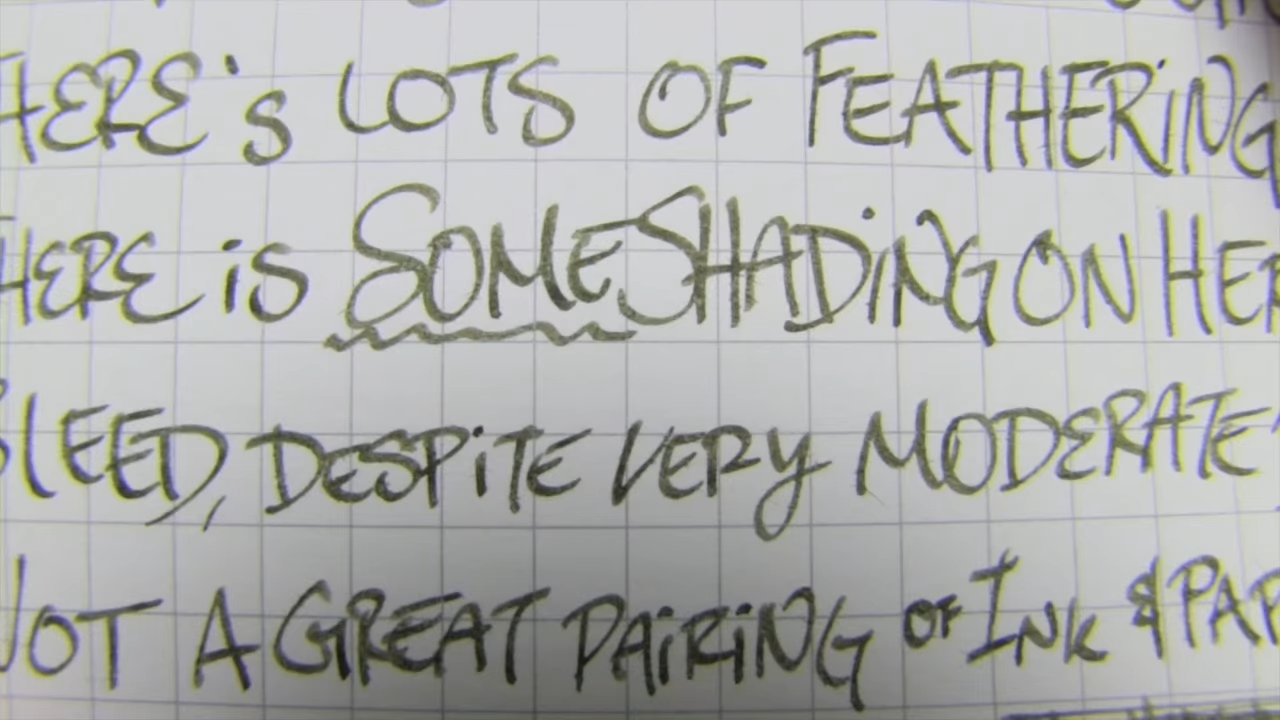 HERE's LOTS OF FEATHERING
HERE is SOME SHADiNG ON HER
BLEED, DESPiTE VERY MODERATE
NOT A GREAT PAiRiNG OF INK & PAP